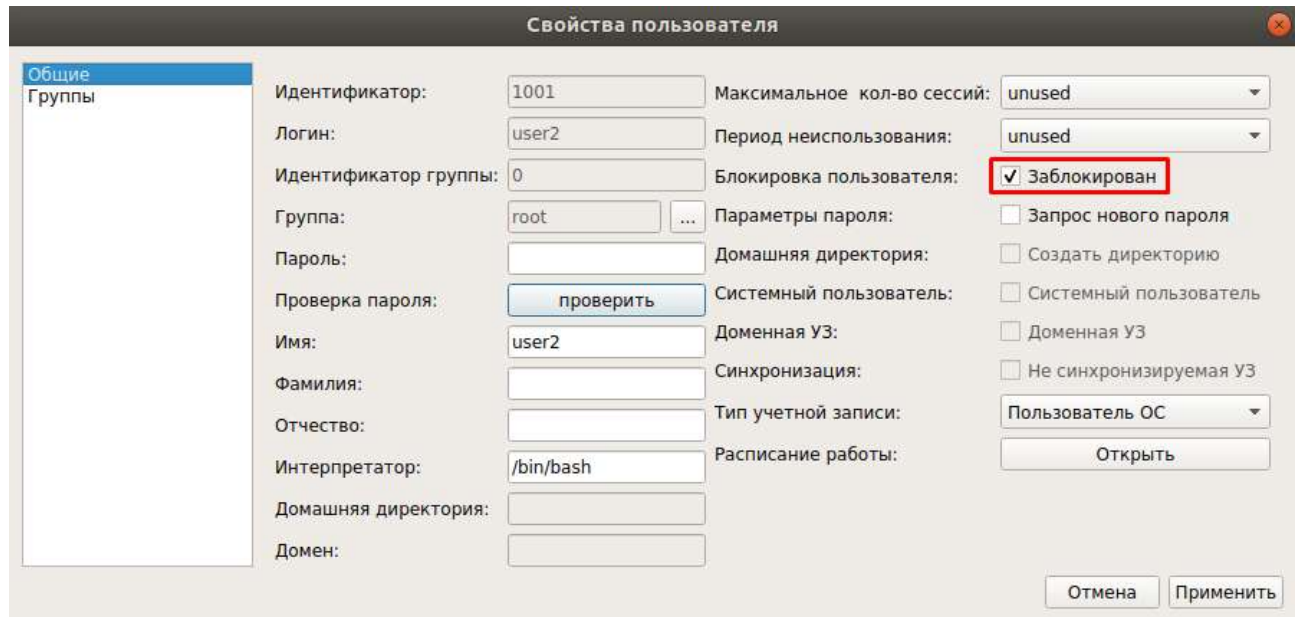 Свойства пользователя
Общие
Группы
Идентификатор: 1001
Логин: user2
Идентификатор группы: 0
Группа: root ...
Пароль:
Проверка пароля: проверить
Имя: user2
Фамилия:
Отчество:
Интерпретатор: /bin/bash
Домашняя директория:
Домен:
Максимальное кол-во сессий: unused
Период неиспользования: unused
Блокировка пользователя: Заблокирован
Параметры пароля: Запрос нового пароля
Домашняя директория: Создать директорию
Системный пользователь: Системный пользователь
Доменная УЗ: Доменная УЗ
Синхронизация: Не синхронизируемая УЗ
Тип учетной записи: Пользователь ОС
Расписание работы: Открыть
Отмена Применить